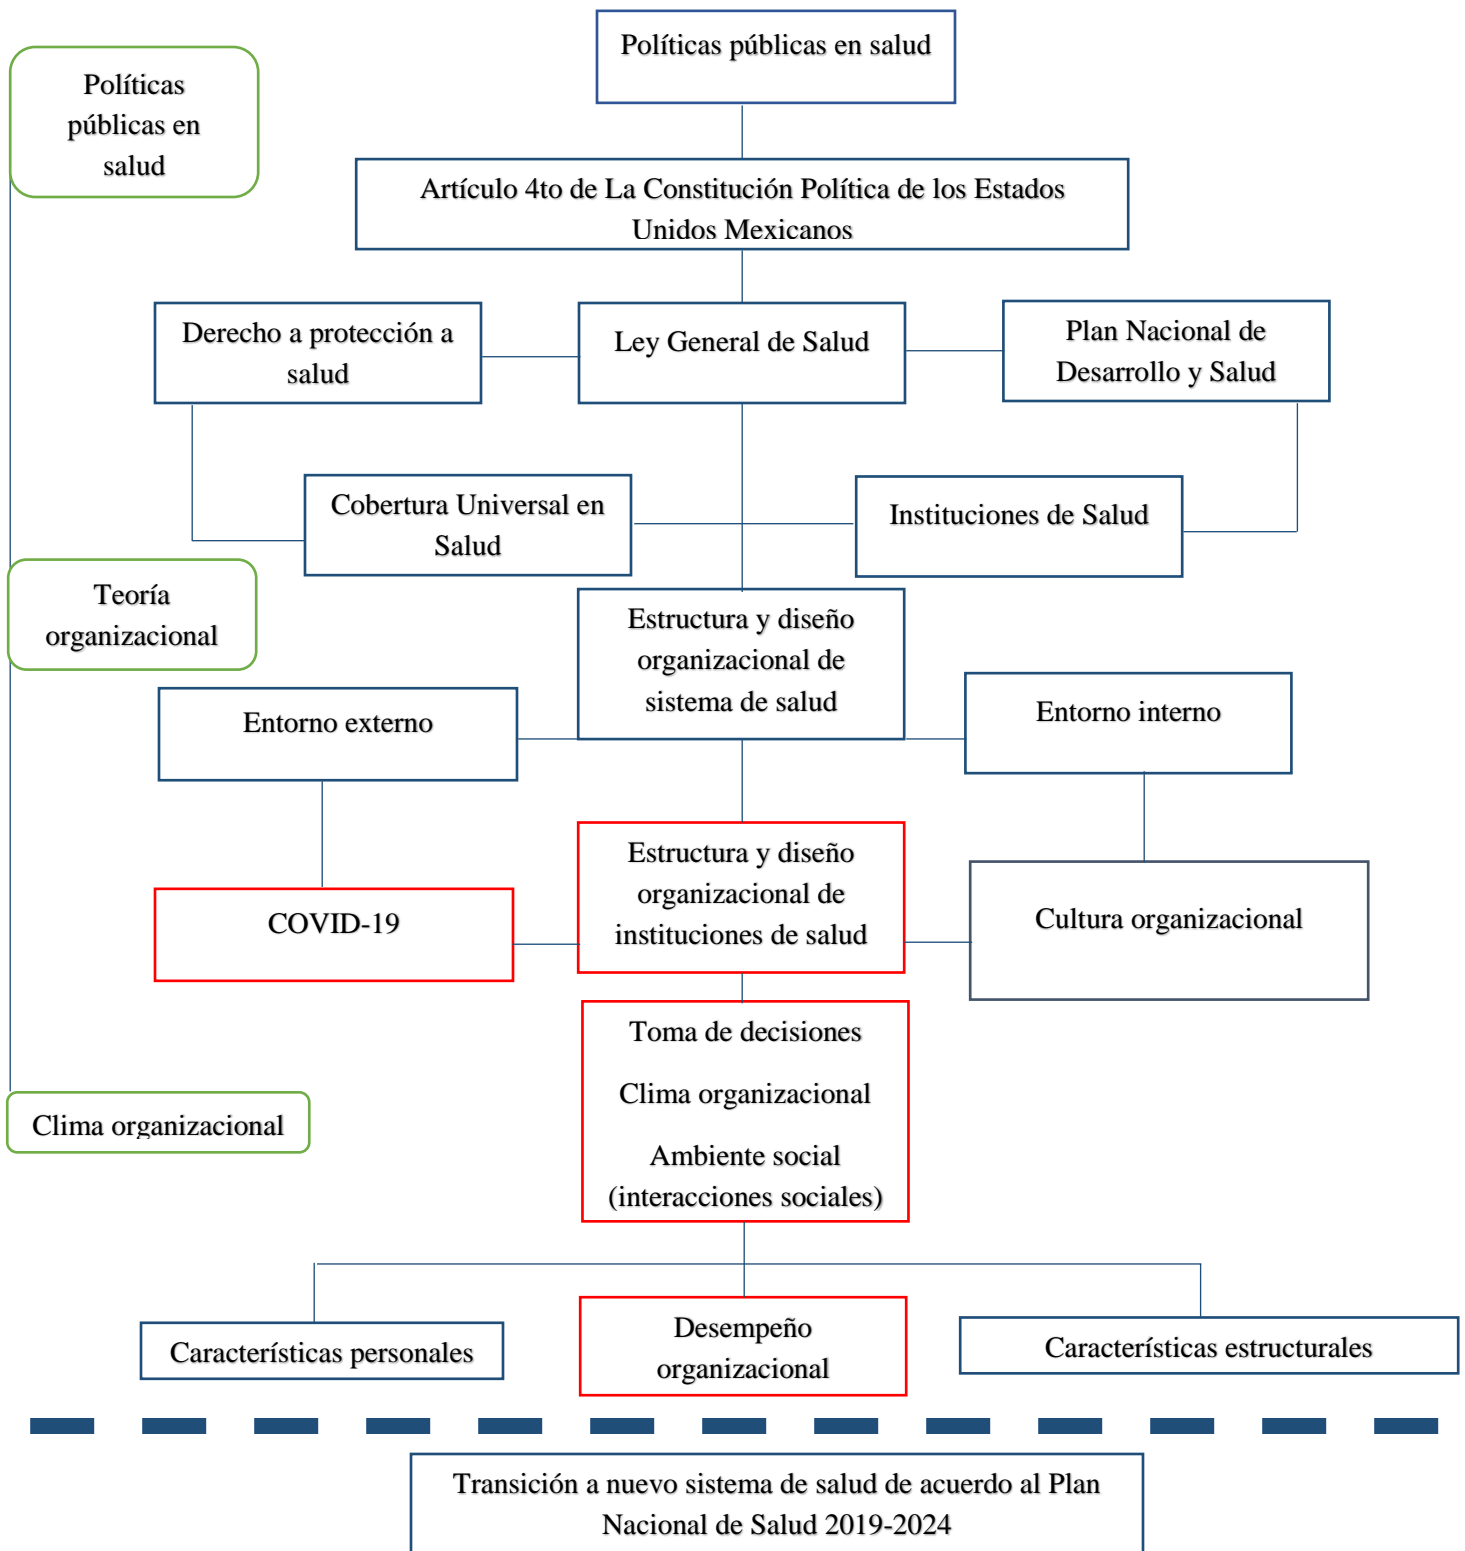 Políticas públicas en salud
Políticas
públicas en
salud
Artículo 4to de La Constitución Política de los Estados
Unidos Mexicanos
Derecho a protección a
salud
Ley General de Salud
Plan Nacional de
Desarrollo y Salud
Cobertura Universal en
Salud
Instituciones de Salud
Teoría
organizacional
Estructura y diseño
organizacional de
sistema de salud
Entorno externo
Entorno interno
Estructura y diseño
organizacional de
instituciones de salud
COVID-19
Cultura organizacional
Toma de decisiones
Clima organizacional
Ambiente social
(interacciones sociales)
Clima organizacional
Características personales
Desempeño
organizacional
Características estructurales
Transición a nuevo sistema de salud de acuerdo al Plan
Nacional de Salud 2019-2024